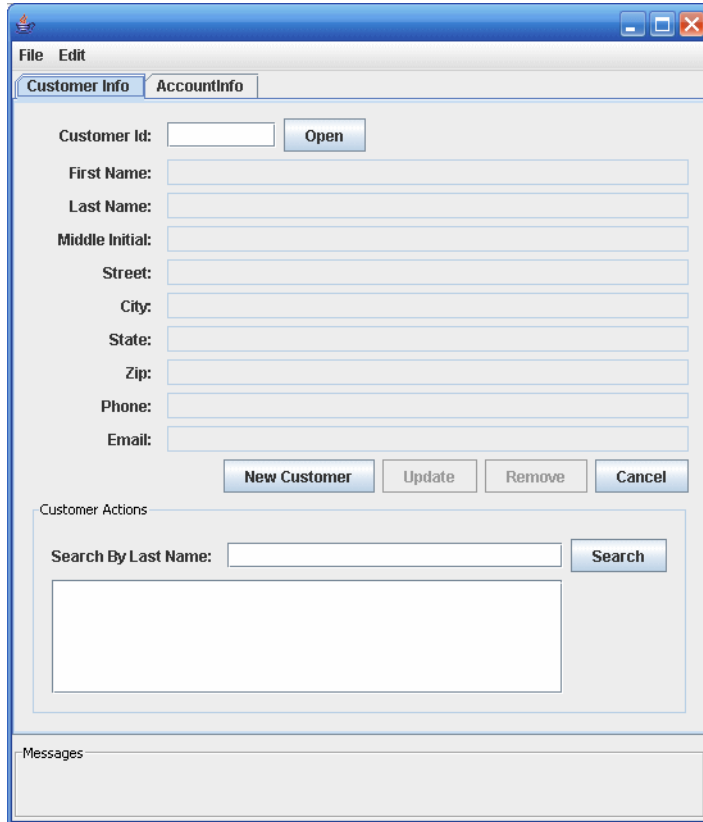 File Edit
Customer Info AccountInfo
Customer Id: Open
First Name:
Last Name:
Middle Initial:
Street:
City:
State:
Zip:
Phone:
Email:
New Customer Update Remove Cancel
Customer Actions
Search By Last Name: Search
Messages